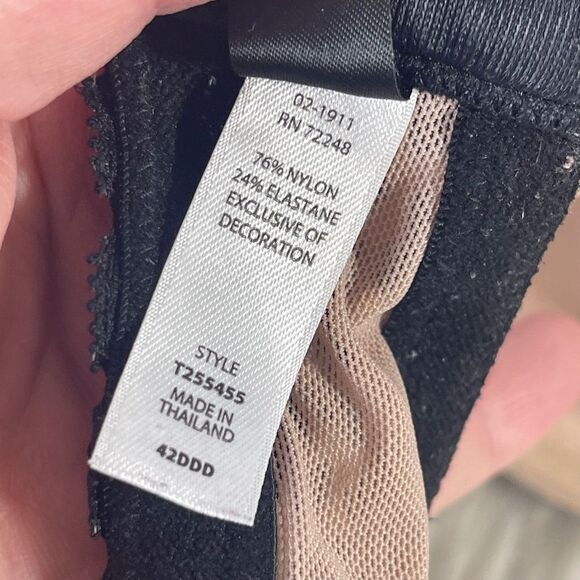 02-1911
RN 72248
76% NYLON
24% ELASTANE
EXCLUSIVE OF
DECORATION
STYLE
T255455
MADE IN
THAILAND
42DDD